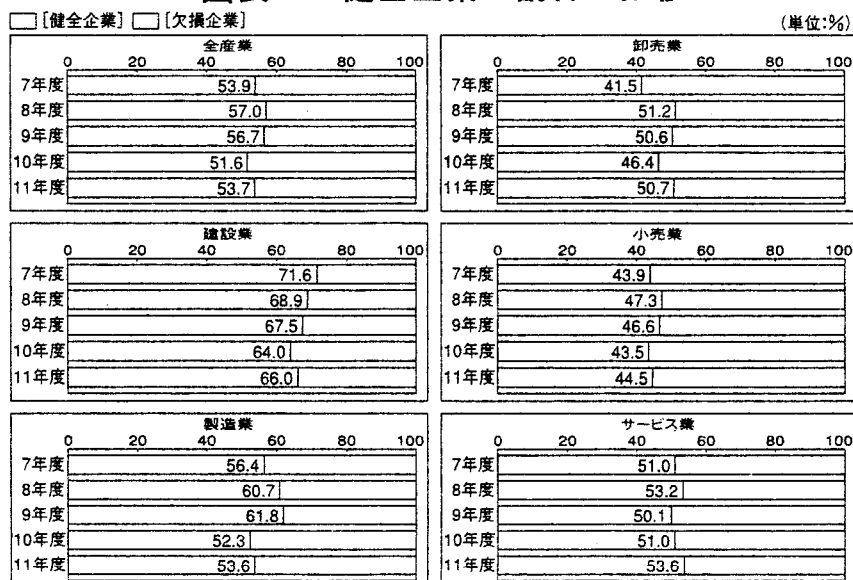 [健全企業] [欠損企業]
(単位:%)
全産業
0 20 40 60 80 100
7年度 53.9
8年度 57.0
9年度 56.7
10年度 51.6
11年度 53.7
卸売業
0 20 40 60 80 100
7年度 41.5
8年度 51.2
9年度 50.6
10年度 46.4
11年度 50.7
建設業
0 20 40 60 80 100
7年度 71.6
8年度 68.9
9年度 67.5
10年度 64.0
11年度 66.0
小売業
0 20 40 60 80 100
7年度 43.9
8年度 47.3
9年度 46.6
10年度 43.5
11年度 44.5
製造業
0 20 40 60 80 100
7年度 56.4
8年度 60.7
9年度 61.8
10年度 52.3
11年度 53.6
サービス業
0 20 40 60 80 100
7年度 51.0
8年度 53.2
9年度 50.1
10年度 51.0
11年度 53.6